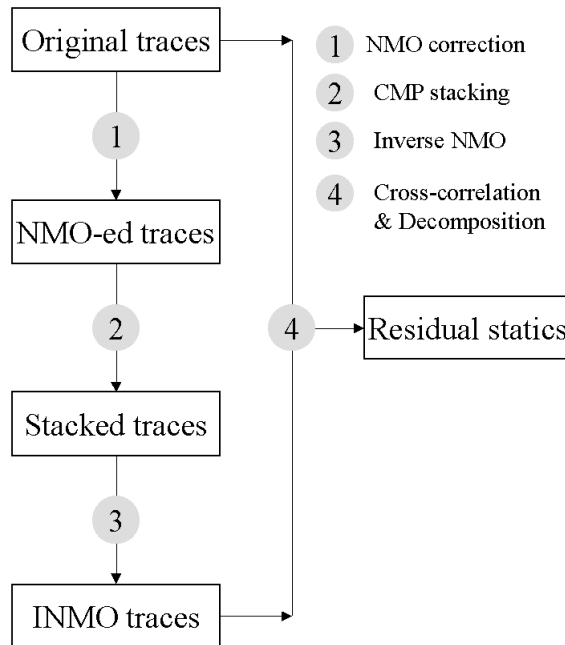 Original traces
1
NMO correction
2
CMP stacking
1
3
Inverse NMO
4
Cross-correlation
& Decomposition
NMO-ed traces
2
4
Residual statics
Stacked traces
3
INMO traces